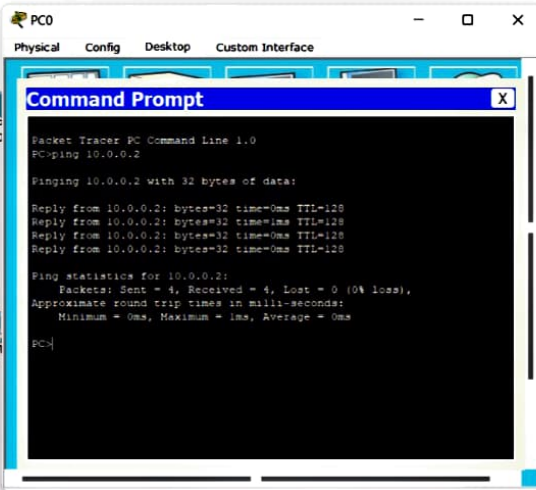 PC0
Physical Config Desktop Custom Interface
Command Prompt
X
Packet Tracer PC Command Line 1.0
PC>ping 10.0.0.2
Pinging 10.0.0.2 with 32 bytes of data:
Reply from 10.0.0.2: bytes=32 time=0ms TTL=128
Reply from 10.0.0.2: bytes=32 time=1ms TTL=128
Reply from 10.0.0.2: bytes=32 time=0ms TTL=128
Reply from 10.0.0.2: bytes=32 time=0ms TTL=128
Ping statistics for 10.0.0.2:
Packets: Sent = 4, Received = 4, Lost = 0 (0% loss),
Approximate round trip times in milli-seconds:
Minimum = 0ms, Maximum = 1ms, Average = 0ms
PC>